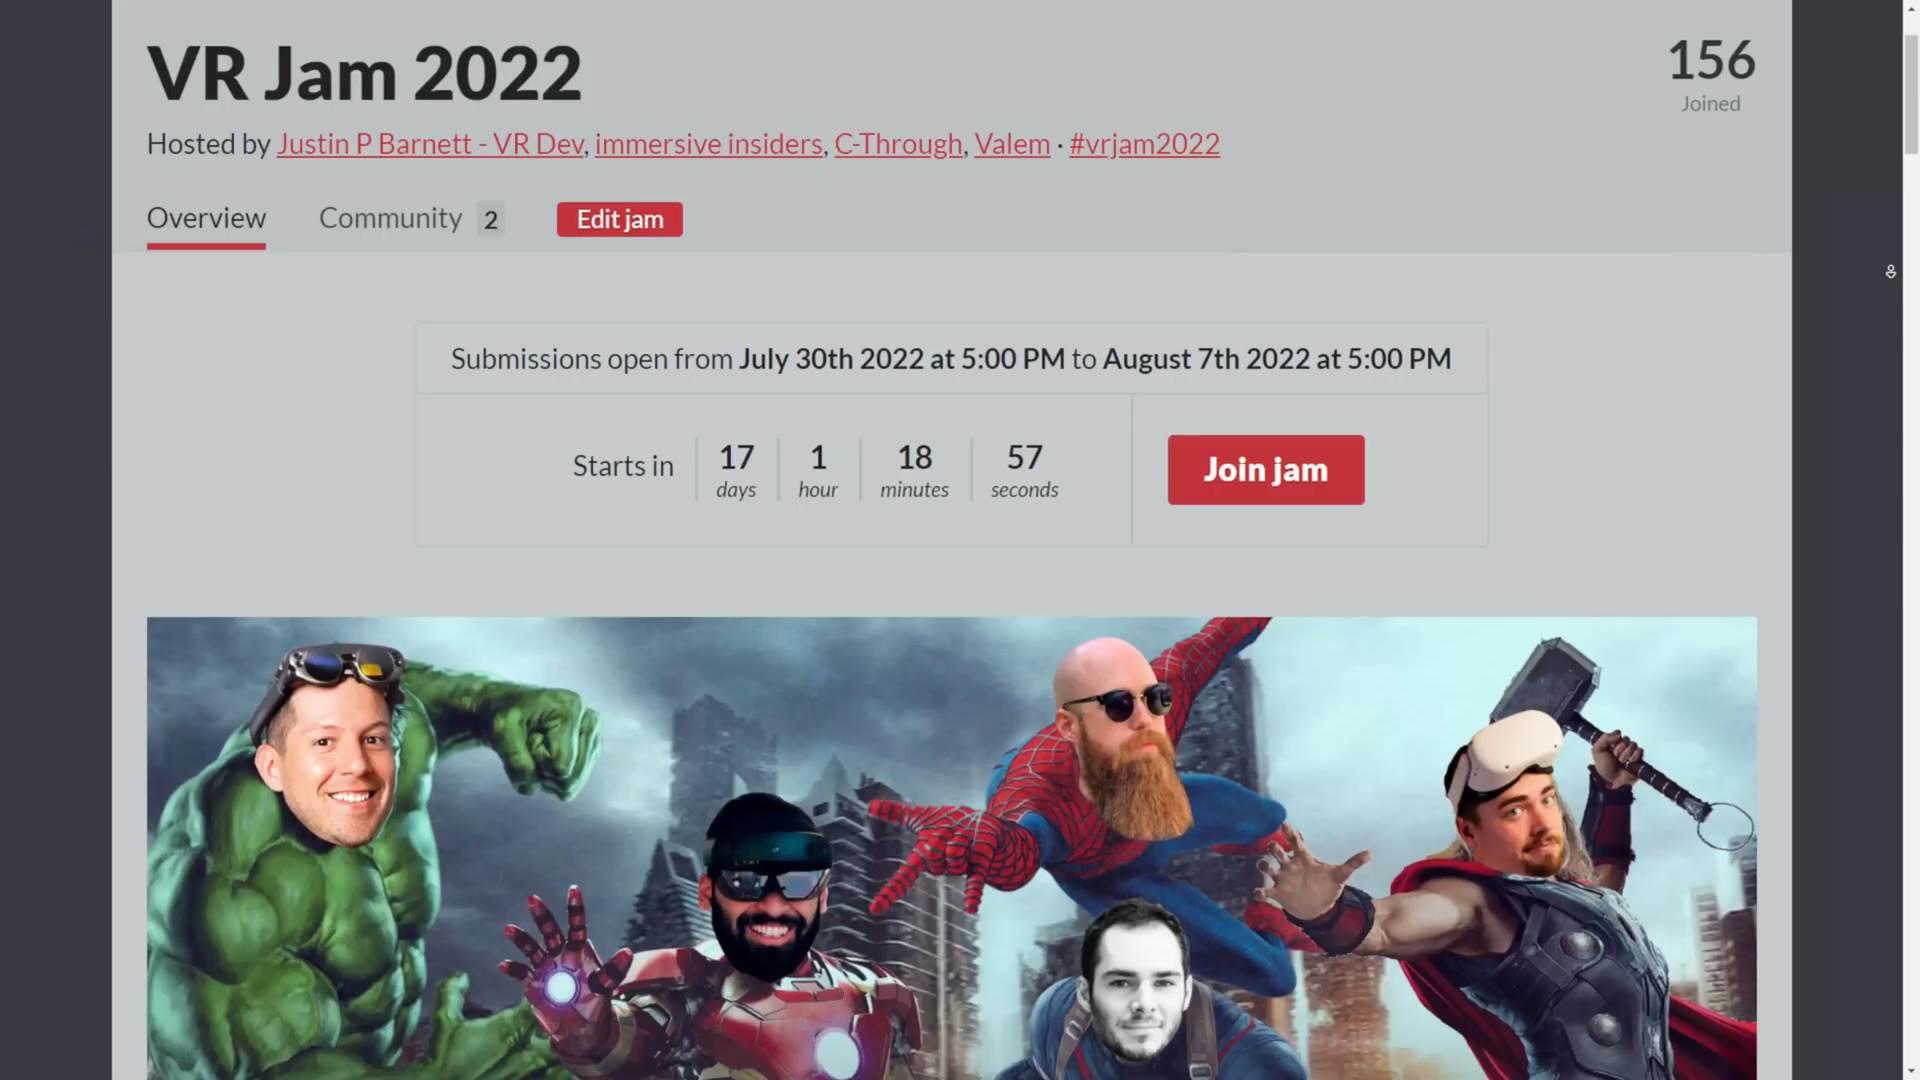 VR Jam 2022
156
Joined
Hosted by Justin P Barnett - VR Dev, immersive insiders, C-Through, Valem · #vrjam2022
Overview Community 2 Edit jam
Submissions open from July 30th 2022 at 5:00 PM to August 7th 2022 at 5:00 PM
Starts in 17 days 1 hour 18 minutes 57 seconds
Join jam